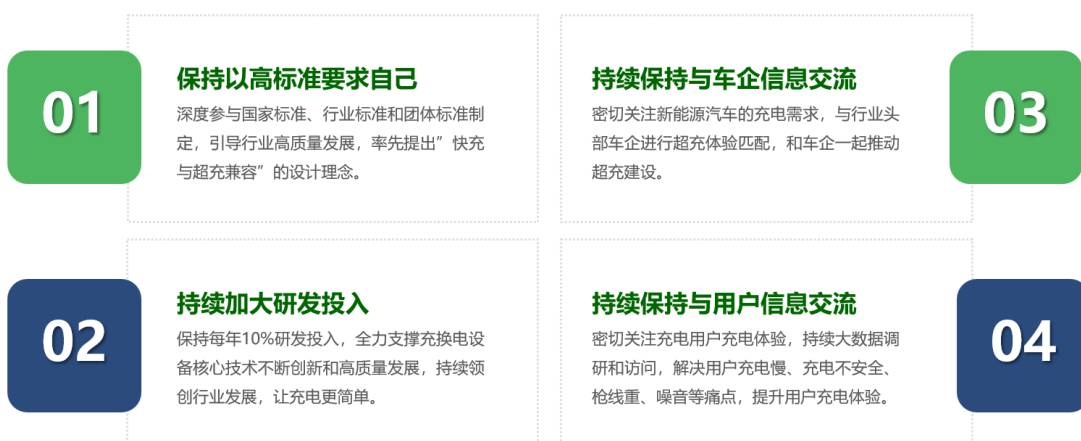 01
保持以高标准要求自己
深度参与国家标准、行业标准和团体标准制
定，引导行业高质量发展，率先提出”快充
与超充兼容”的设计理念。
02
持续加大研发投入
保持每年10%研发投入，全力支撑充换电设
备核心技术不断创新和高质量发展，持续领
创行业发展，让充电更简单。
03
持续保持与车企信息交流
密切关注新能源汽车的充电需求，与行业头
部车企进行超充体验匹配，和车企一起推动
超充建设。
04
持续保持与用户信息交流
密切关注充电用户充电体验，持续大数据调
研和访问，解决用户充电慢、充电不安全、
枪线重、噪音等痛点，提升用户充电体验。